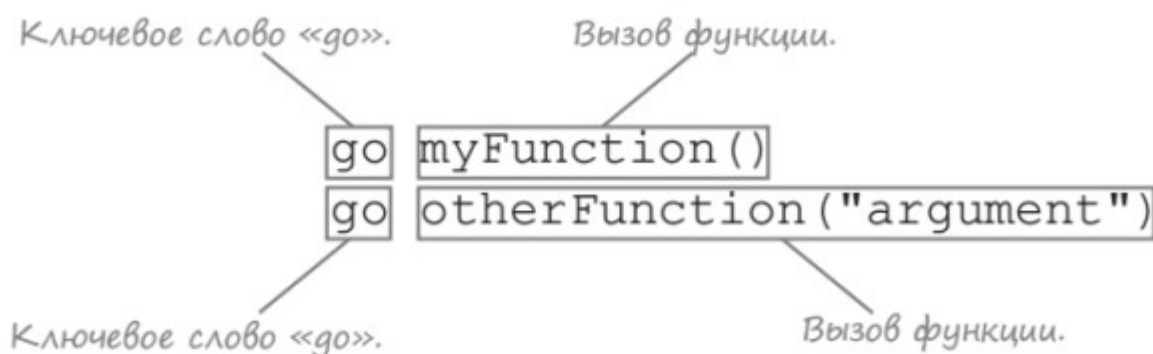 Ключевое слово «go».
Вызов функции.
go myFunction()
go otherFunction("argument")
Ключевое слово «go».
Вызов функции.